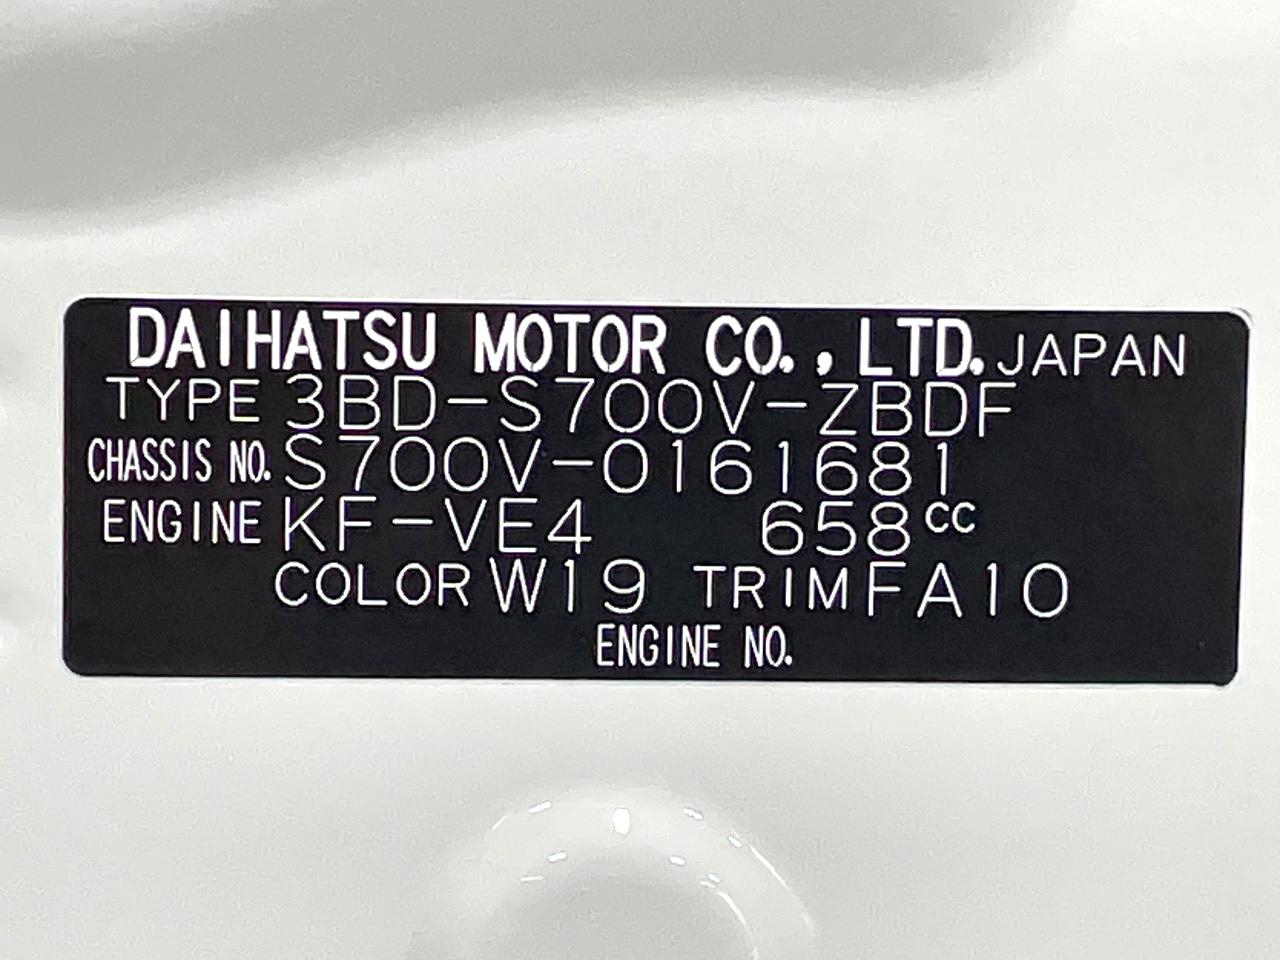 DAIHATSU MOTOR CO., LTD. JAPAN
TYPE 3BD-S700V-ZBDF
CHASSIS NO. S700V-0161681
ENGINE KF-VE4 658cc
COLOR W19 TRIM FA10
ENGINE NO.